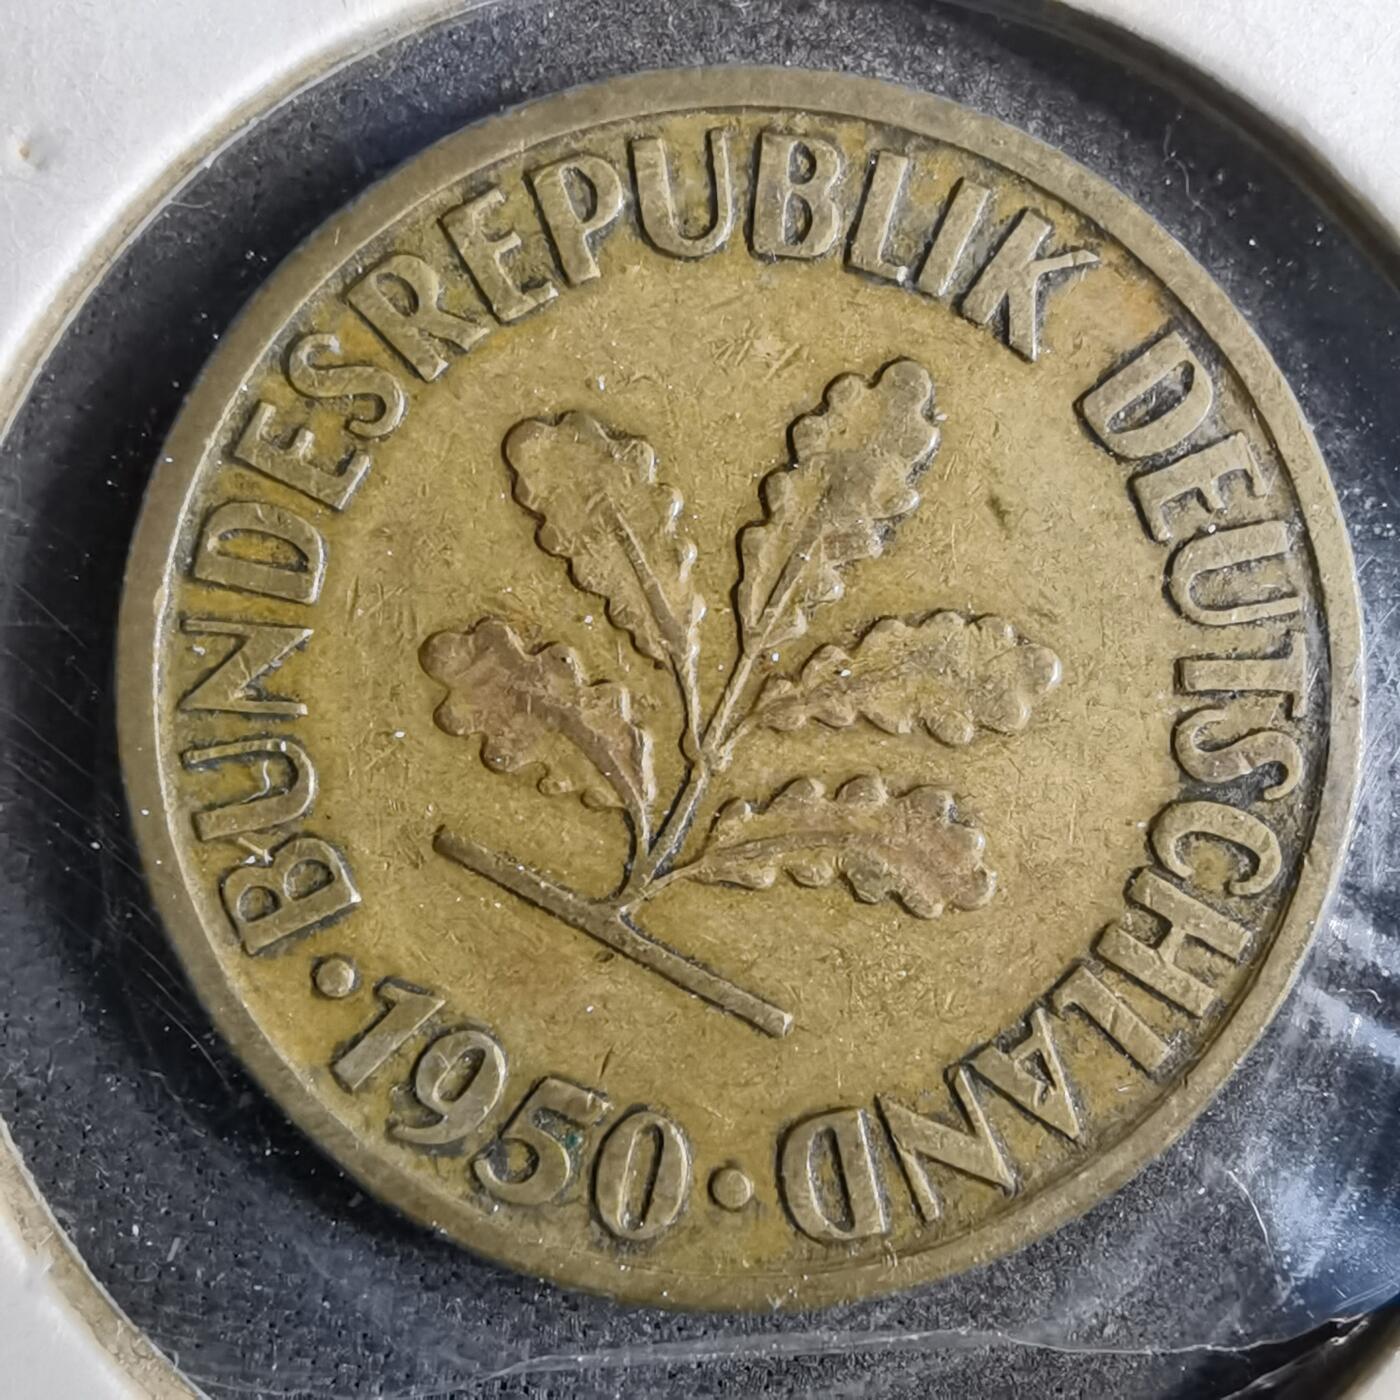 BUNDESREPUBLIK DEUTSCHLAND
· 1950 ·